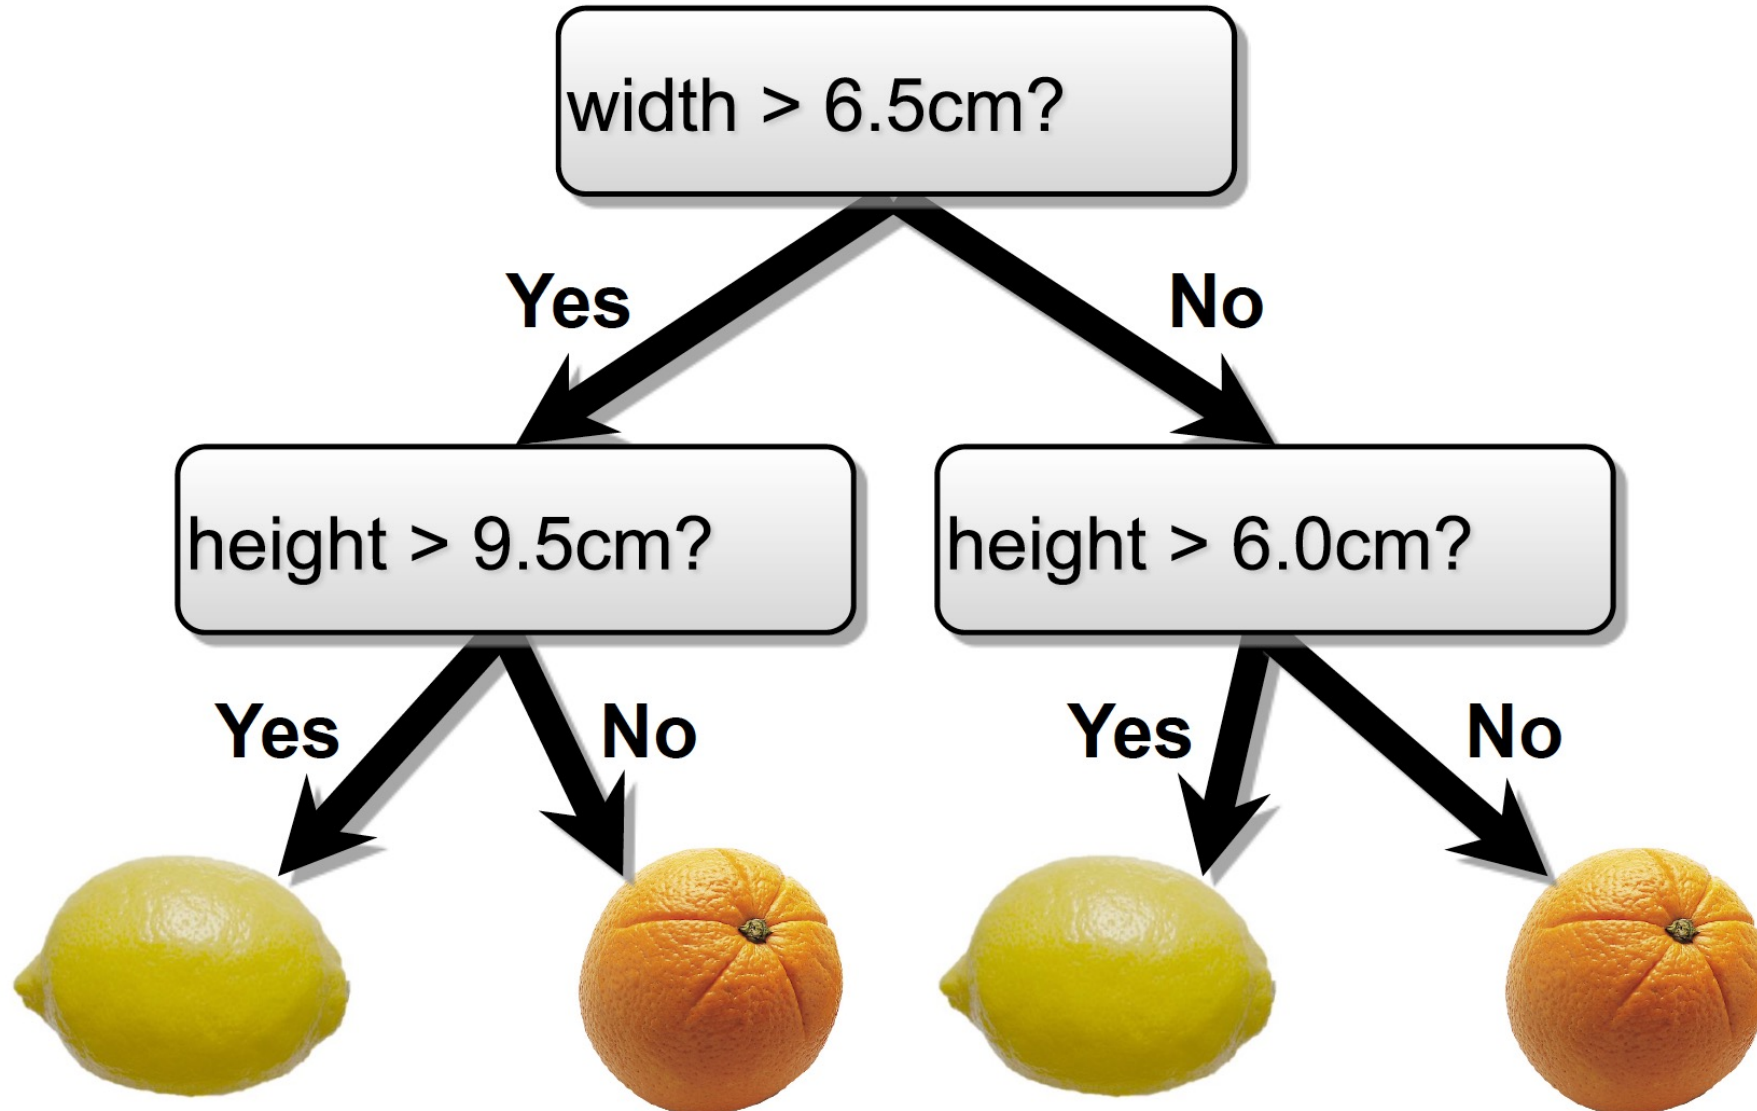 width > 6.5cm?
Yes
No
height > 9.5cm?
height > 6.0cm?
Yes
No
Yes
No